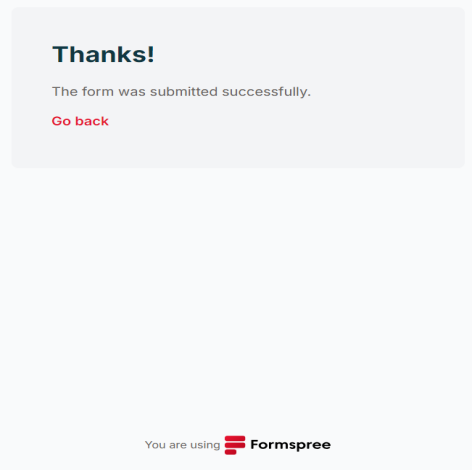 Thanks!
The form was submitted successfully.
Go back
You are using Formspree